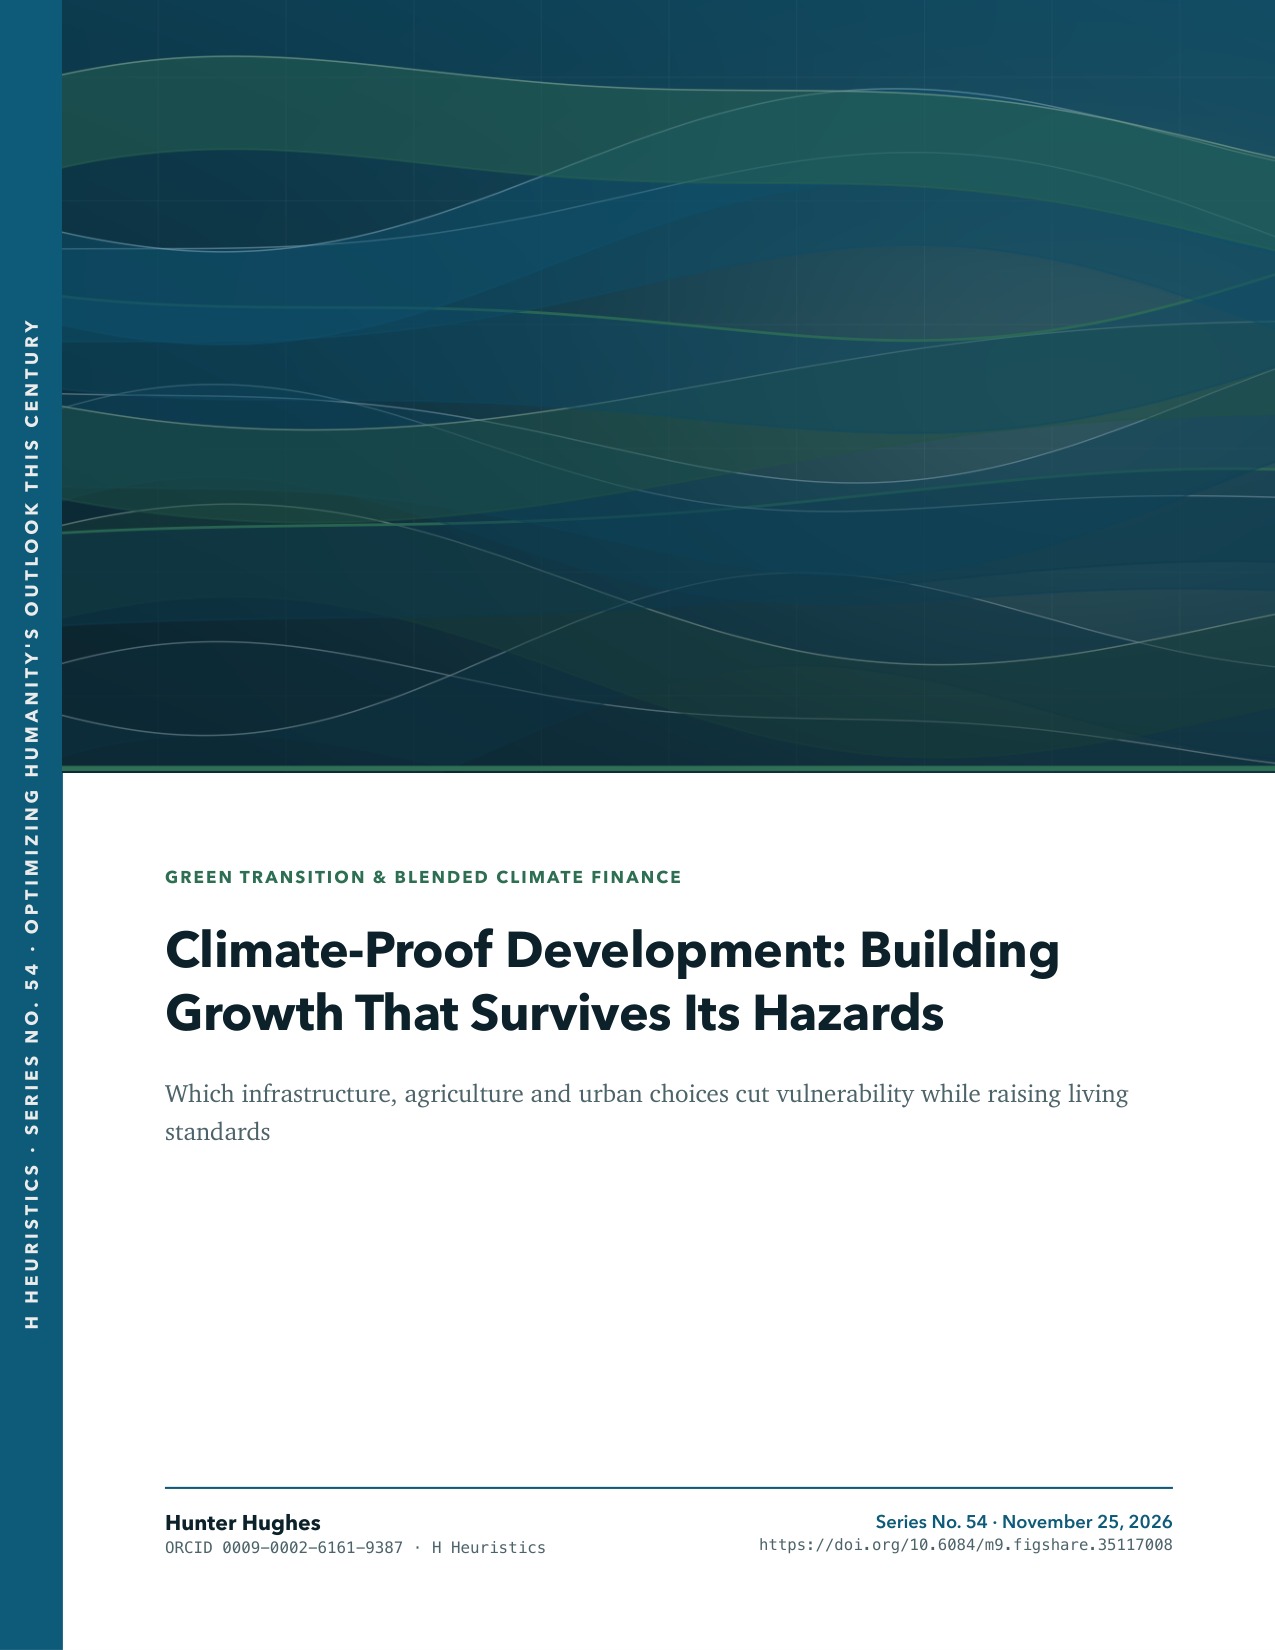 H HEURISTICS · SERIES NO. 54 · OPTIMIZING HUMANITY'S OUTLOOK THIS CENTURY
GREEN TRANSITION & BLENDED CLIMATE FINANCE
Climate-Proof Development: Building
Growth That Survives Its Hazards
Which infrastructure, agriculture and urban choices cut vulnerability while raising living
standards
Hunter Hughes
ORCID 0009-0002-6161-9387 · H Heuristics
Series No. 54 · November 25, 2026
https://doi.org/10.6084/m9.figshare.35117008